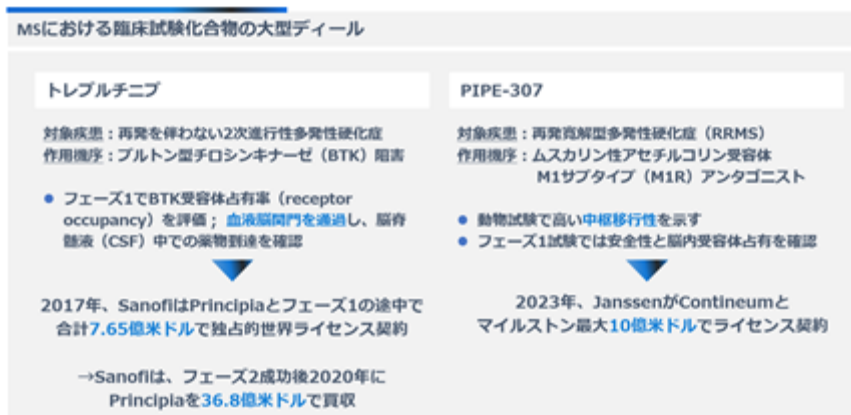 MSにおける臨床試験化合物の大型ディール
トレブルチニブ
対象疾患：再発を伴わない2次進行性多発性硬化症
作用機序：ブルトン型チロシンキナーゼ（BTK）阻害
● フェーズ1でBTK受容体占有率（receptor
occupancy）を評価； 血液脳関門を通過し、脳脊
髄液（CSF）中での薬物到達を確認
2017年、SanofiはPrincipiaとフェーズ1の途中で
合計7.65億米ドルで独占的世界ライセンス契約
→Sanofiは、フェーズ2成功後2020年に
Principiaを36.8億米ドルで買収
PIPE-307
対象疾患：再発寛解型多発性硬化症（RRMS）
作用機序：ムスカリン性アセチルコリン受容体
M1サブタイプ（M1R）アンタゴニスト
● 動物試験で高い中枢移行性を示す
● フェーズ1試験では安全性と脳内受容体占有を確認
2023年、JanssenがContineumと
マイルストン最大10億米ドルでライセンス契約